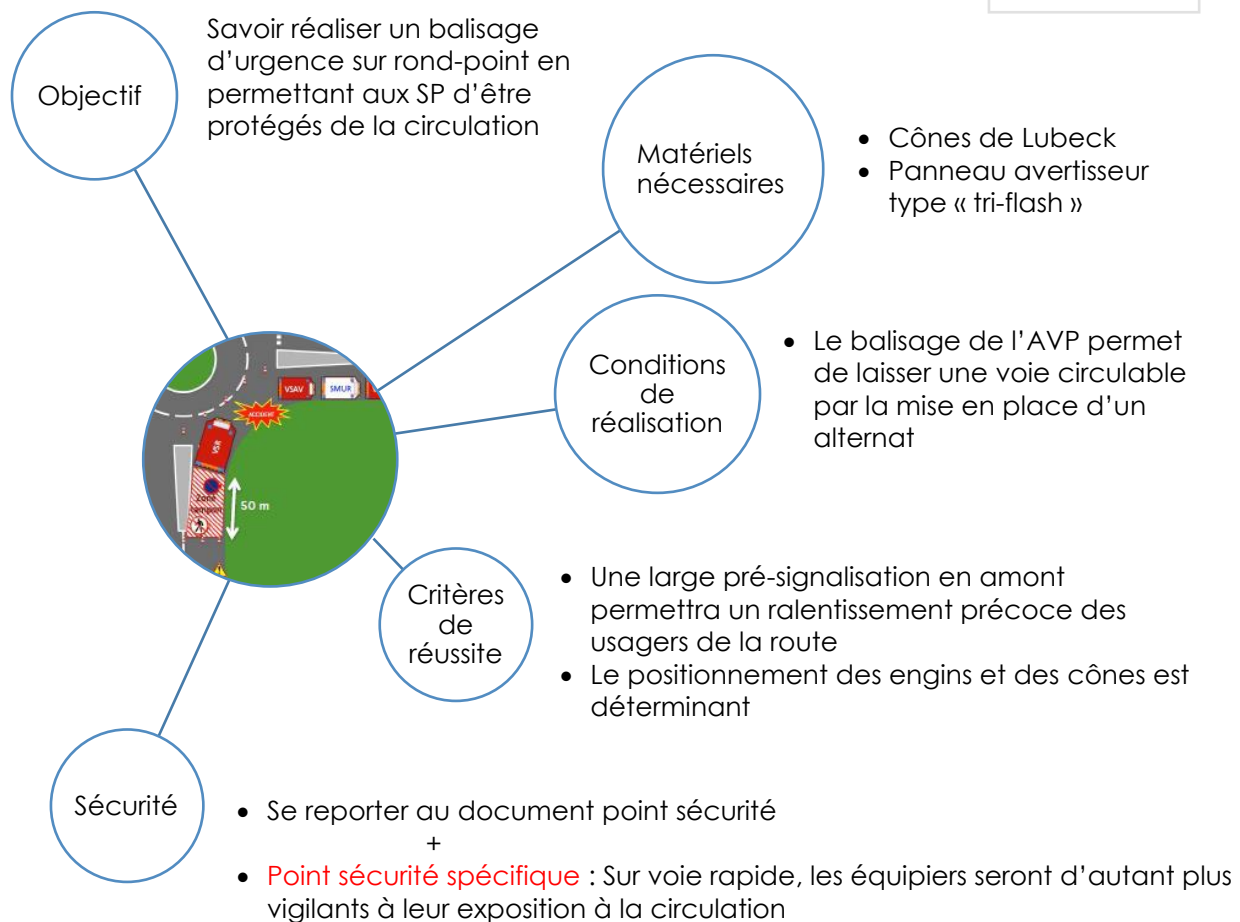 Objectif
Savoir réaliser un balisage
d’urgence sur rond-point en
permettant aux SP d’être
protégés de la circulation
Matériels
nécessaires
• Cônes de Lubeck
• Panneau avertisseur
type « tri-flash »
Conditions
de
réalisation
• Le balisage de l’AVP permet
de laisser une voie circulable
par la mise en place d’un
alternat
VSAV
SMUR
ACCIDENT
VSR
Zone
tampon
50 m
Critères
de
réussite
• Une large pré-signalisation en amont
permettra un ralentissement précoce des
usagers de la route
• Le positionnement des engins et des cônes est
déterminant
Sécurité
• Se reporter au document point sécurité
+
• Point sécurité spécifique : Sur voie rapide, les équipiers seront d’autant plus
vigilants à leur exposition à la circulation